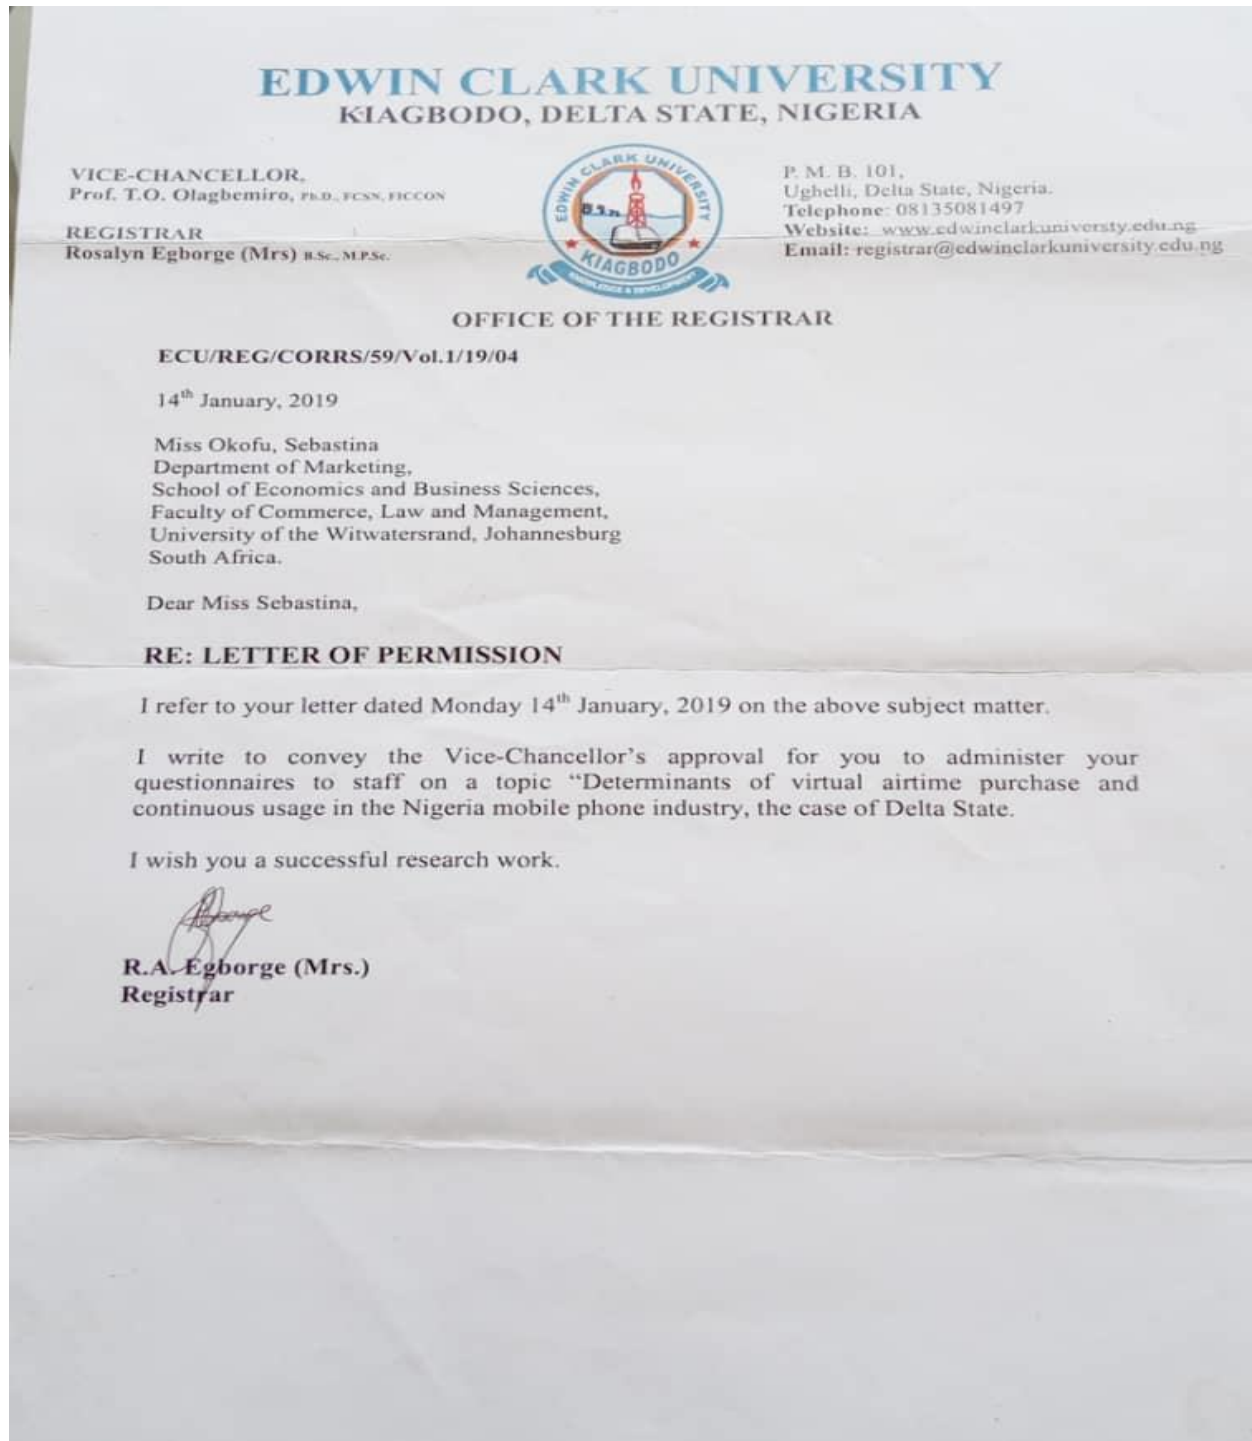 EDWIN CLARK UNIVERSITY
KIAGBODO, DELTA STATE, NIGERIA
VICE-CHANCELLOR,
Prof. T.O. Olagbemiro, Ph.D., FCSN, FICCON
REGISTRAR
Rosalyn Egborge (Mrs) B.Sc., M.P.Sc.
EDWIN CLARK UNIVERSITY
KIAGBODO
KNOWLEDGE & DEVELOPMENT
P. M. B. 101,
Ughelli, Delta State, Nigeria.
Telephone: 08135081497
Website: www.edwinclarkuniversty.edu.ng
Email: registrar@edwinclarkuniversity.edu.ng
OFFICE OF THE REGISTRAR
ECU/REG/CORRS/59/Vol.1/19/04
14th January, 2019
Miss Okofu, Sebastina
Department of Marketing,
School of Economics and Business Sciences,
Faculty of Commerce, Law and Management,
University of the Witwatersrand, Johannesburg
South Africa.
Dear Miss Sebastina,
RE: LETTER OF PERMISSION
I refer to your letter dated Monday 14th January, 2019 on the above subject matter.
I write to convey the Vice-Chancellor's approval for you to administer your
questionnaires to staff on a topic “Determinants of virtual airtime purchase and
continuous usage in the Nigeria mobile phone industry, the case of Delta State.
I wish you a successful research work.
R.A. Egborge (Mrs.)
Registrar